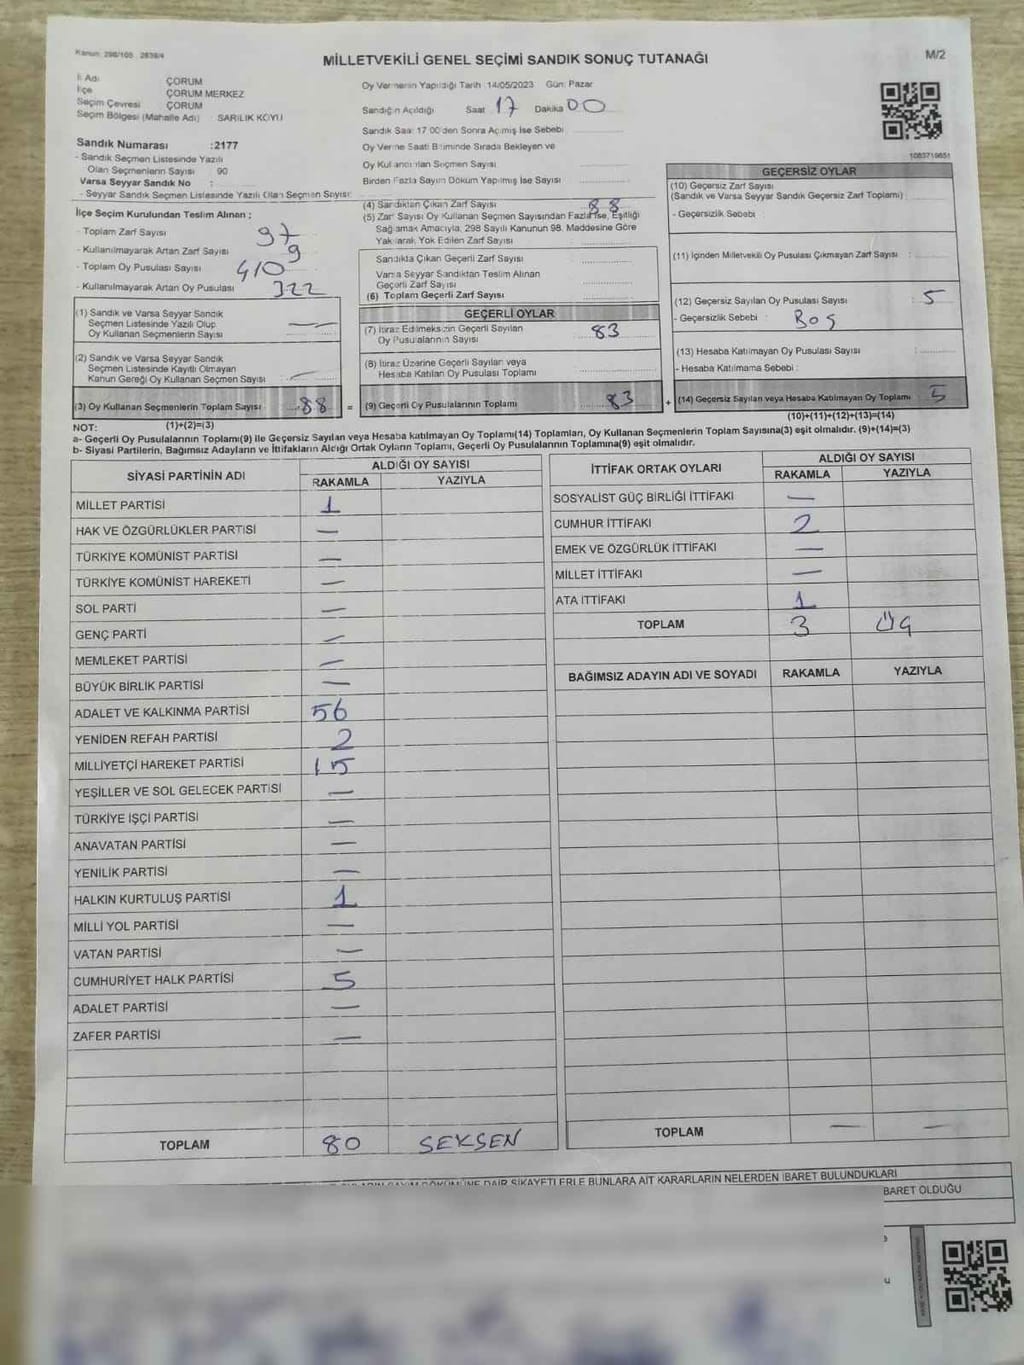 Kanun: 298/105 2839/4
MİLLETVEKİLİ GENEL SEÇİMİ SANDIK SONUÇ TUTANAĞI
M/2
İl Adı ÇORUM
İlçe ÇORUM MERKEZ
Seçim Çevresi ÇORUM
Seçim Bölgesi (Mahalle Adı) : SARILIK KÖYÜ
Sandık Numarası :2177
- Sandık Seçmen Listesinde Yazılı
Olan Seçmenlerin Sayısı 90
Varsa Seyyar Sandık No :
- Seyyar Sandık Seçmen Listesinde Yazılı Olan Seçmen Sayısı:
Oy Vermenin Yapıldığı Tarih 14/05/2023 Gün: Pazar
Sandığın Açıldığı Saat 17 Dakika 00
Sandık Saat 17 00'den Sonra Açılmış İse Sebebi
Oy Verme Saati Bitiminde Sırada Bekleyen ve
Oy Kullandırılan Seçmen Sayısı
Birden Fazla Sayım Döküm Yapılmış İse Sayısı
1083719651
İlçe Seçim Kurulundan Teslim Alınan ;
- Toplam Zarf Sayısı 97
- Kullanılmayarak Artan Zarf Sayısı 9
- Toplam Oy Pusulası Sayısı 410
- Kullanılmayarak Artan Oy Pusulası 322
(1) Sandık ve Varsa Seyyar Sandık
Seçmen Listesinde Yazılı Olup
Oy Kullanan Seçmenlerin Sayısı —
(2) Sandık ve Varsa Seyyar Sandık
Seçmen Listesinde Kayıtlı Olmayan
Kanun Gereği Oy Kullanan Seçmen Sayısı —
(3) Oy Kullanan Seçmenlerin Toplam Sayısı 88 =
(4) Sandıktan Çıkan Zarf Sayısı 88
(5) Zarf Sayısı Oy Kullanan Seçmen Sayısından Fazla İse, Eşitliği
Sağlamak Amacıyla, 298 Sayılı Kanunun 98. Maddesine Göre
Yakılarak Yok Edilen Zarf Sayısı
Sandıkta Çıkan Geçerli Zarf Sayısı
Varsa Seyyar Sandıktan Teslim Alınan
Geçerli Zarf Sayısı
(6) Toplam Geçerli Zarf Sayısı
GEÇERLİ OYLAR
(7) İtiraz Edilmeksizin Geçerli Sayılan
Oy Pusulalarının Sayısı 83
(8) İtiraz Üzerine Geçerli Sayılan veya
Hesaba Katılan Oy Pusulası Toplamı
(9) Geçerli Oy Pusulalarının Toplamı 83 +
GEÇERSİZ OYLAR
(10) Geçersiz Zarf Sayısı
(Sandık ve Varsa Seyyar Sandık Geçersiz Zarf Toplamı)
- Geçersizlik Sebebi :
(11) İçinden Milletvekili Oy Pusulası Çıkmayan Zarf Sayısı :
(12) Geçersiz Sayılan Oy Pusulası Sayısı : 5
- Geçersizlik Sebebi : Boş
(13) Hesaba Katılmayan Oy Pusulası Sayısı :
- Hesaba Katılmama Sebebi :
(14) Geçersiz Sayılan veya Hesaba Katılmayan Oy Toplamı 5
NOT: (1)+(2)=(3) (10)+(11)+(12)+(13)=(14)
a- Geçerli Oy Pusulalarının Toplamı(9) ile Geçersiz Sayılan veya Hesaba katılmayan Oy Toplamı(14) Toplamları, Oy Kullanan Seçmenlerin Toplam Sayısına(3) eşit olmalıdır. (9)+(14)=(3)
b- Siyasi Partilerin, Bağımsız Adayların ve İttifakların Aldığı Ortak Oyların Toplamı, Geçerli Oy Pusulalarının Toplamına(9) eşit olmalıdır.
SİYASİ PARTİNİN ADI ALDIĞI OY SAYISI
RAKAMLA YAZIYLA
MİLLET PARTİSİ 1
HAK VE ÖZGÜRLÜKLER PARTİSİ —
TÜRKİYE KOMÜNİST PARTİSİ —
TÜRKİYE KOMÜNİST HAREKETİ —
SOL PARTİ —
GENÇ PARTİ —
MEMLEKET PARTİSİ —
BÜYÜK BİRLİK PARTİSİ —
ADALET VE KALKINMA PARTİSİ 56
YENİDEN REFAH PARTİSİ 2
MİLLİYETÇİ HAREKET PARTİSİ 15
YEŞİLLER VE SOL GELECEK PARTİSİ —
TÜRKİYE İŞÇİ PARTİSİ —
ANAVATAN PARTİSİ —
YENİLİK PARTİSİ —
HALKIN KURTULUŞ PARTİSİ 1
MİLLİ YOL PARTİSİ —
VATAN PARTİSİ —
CUMHURİYET HALK PARTİSİ 5
ADALET PARTİSİ —
ZAFER PARTİSİ —
TOPLAM 80 SEKSEN
İTTİFAK ORTAK OYLARI ALDIĞI OY SAYISI
RAKAMLA YAZIYLA
SOSYALİST GÜÇ BİRLİĞİ İTTİFAKI —
CUMHUR İTTİFAKI 2
EMEK VE ÖZGÜRLÜK İTTİFAKI —
MİLLET İTTİFAKI —
ATA İTTİFAKI 1
TOPLAM 3 Üç
BAĞIMSIZ ADAYIN ADI VE SOYADI RAKAMLA YAZIYLA
TOPLAM — —
DAİR ŞİKAYETLERLE BUNLARA AİT KARARLARIN NELERDEN İBARET BULUNDUKLARI
BARET OLDUĞU